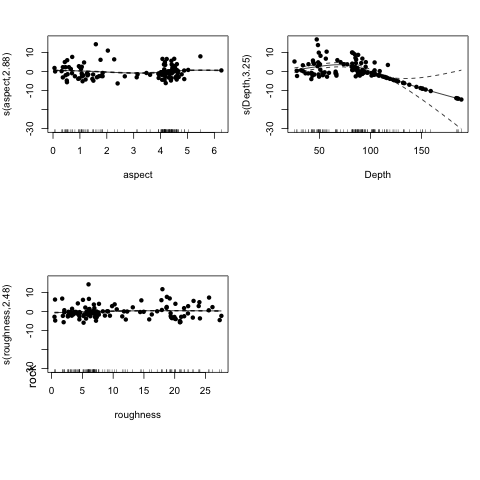 s(aspect,2.88)
10
0
-10
-30
0 1 2 3 4 5 6
aspect
s(Depth,3.25)
10
0
-10
-30
50 100 150
Depth
s(roughness,2.48)
10
0
-10
-30
rock
0 5 10 15 20 25
roughness